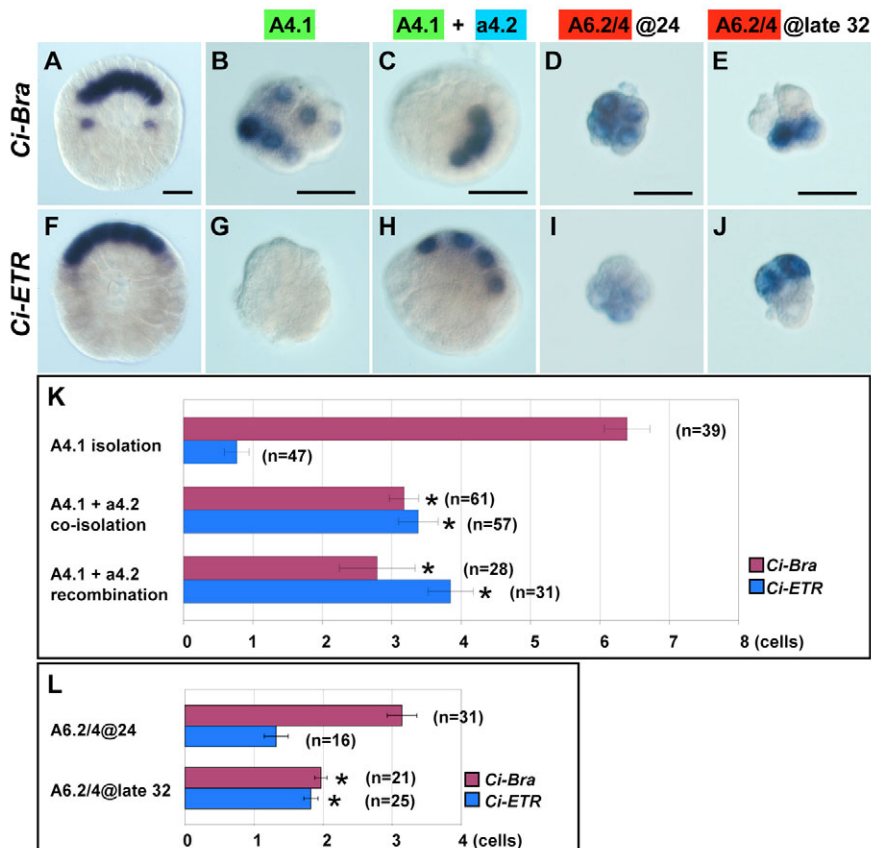 A4.1 A4.1 + a4.2 A6.2/4 @24 A6.2/4 @late 32
A B C D E
Ci-Bra
F G H I J
Ci-ETR
K
A4.1 isolation
(n=39)
(n=47)
A4.1 + a4.2
co-isolation
* (n=61)
* (n=57)
A4.1 + a4.2
recombination
* (n=28)
* (n=31)
Ci-Bra
Ci-ETR
0 1 2 3 4 5 6 7 8 (cells)
L
A6.2/4@24
(n=31)
(n=16)
A6.2/4@late 32
* (n=21)
* (n=25)
Ci-Bra
Ci-ETR
0 1 2 3 4 (cells)